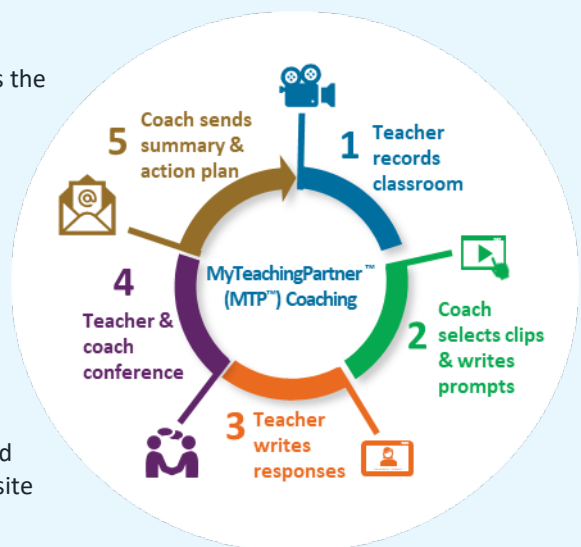 s the
5
Coach sends
summary &
action plan
1
Teacher
records
classroom
MyTeachingPartner™
(MTP™) Coaching
2
Coach
selects clips
& writes
prompts
3
Teacher
writes
responses
4
Teacher &
coach
conference
@
d
site